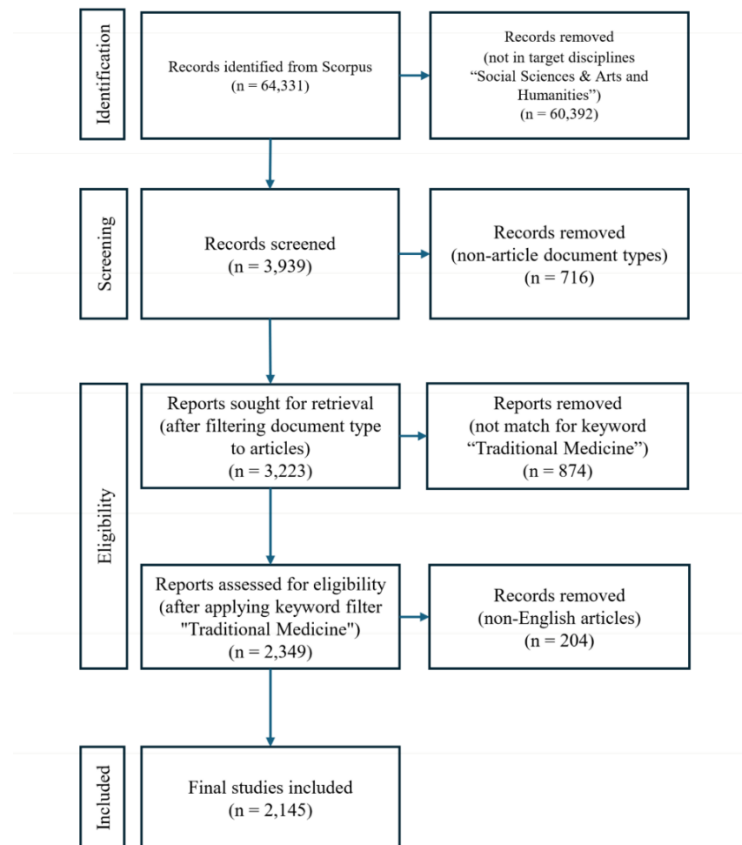 Identification
Records identified from Scorpus
(n = 64,331)
Records removed
(not in target disciplines
“Social Sciences & Arts and
Humanities”)
(n = 60,392)
Screening
Records screened
(n = 3,939)
Records removed
(non-article document types)
(n = 716)
Eligibility
Reports sought for retrieval
(after filtering document type
to articles)
(n = 3,223)
Reports removed
(not match for keyword
“Traditional Medicine”)
(n = 874)
Reports assessed for eligibility
(after applying keyword filter
"Traditional Medicine")
(n = 2,349)
Records removed
(non-English articles)
(n = 204)
Included
Final studies included
(n = 2,145)